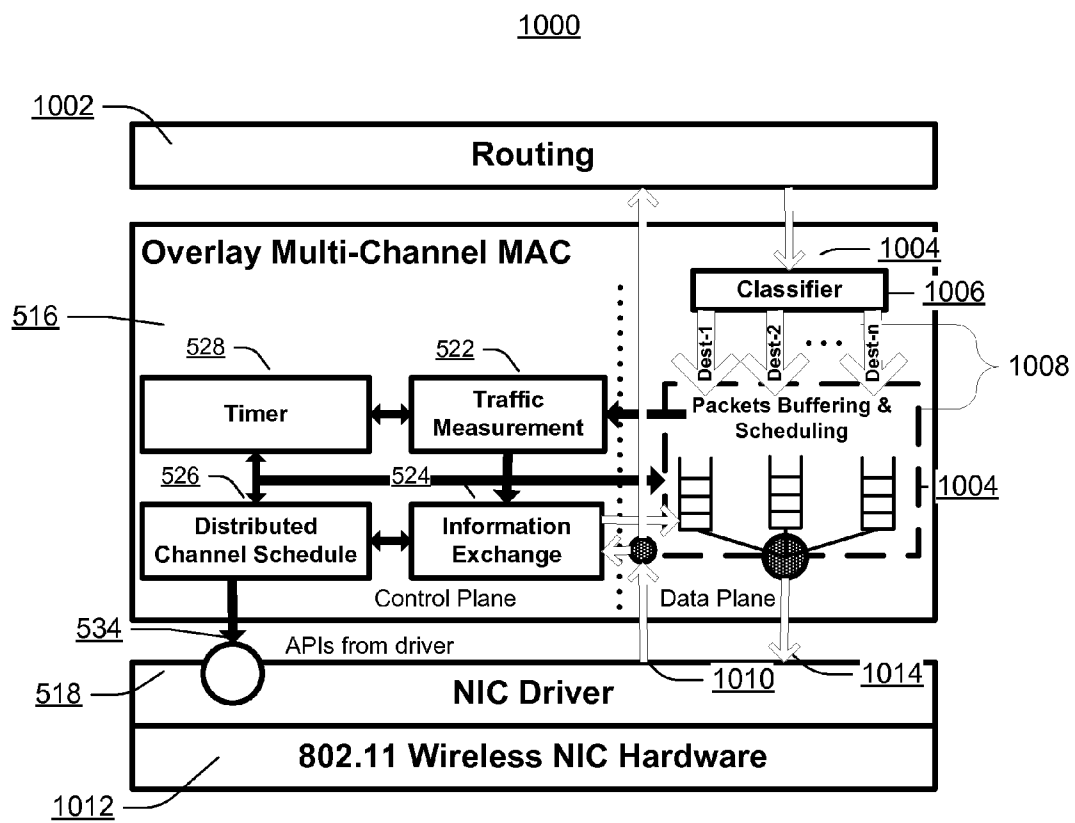 1000
1002
Routing
Overlay Multi-Channel MAC
1004
Classifier
1006
516
Dest-1
Dest-2
...
Dest-n
528
522
1008
Timer
Traffic
Measurement
Packets Buffering &
Scheduling
526
524
1004
Distributed
Channel Schedule
Information
Exchange
Control Plane
Data Plane
534
APIs from driver
518
1010
1014
NIC Driver
802.11 Wireless NIC Hardware
1012